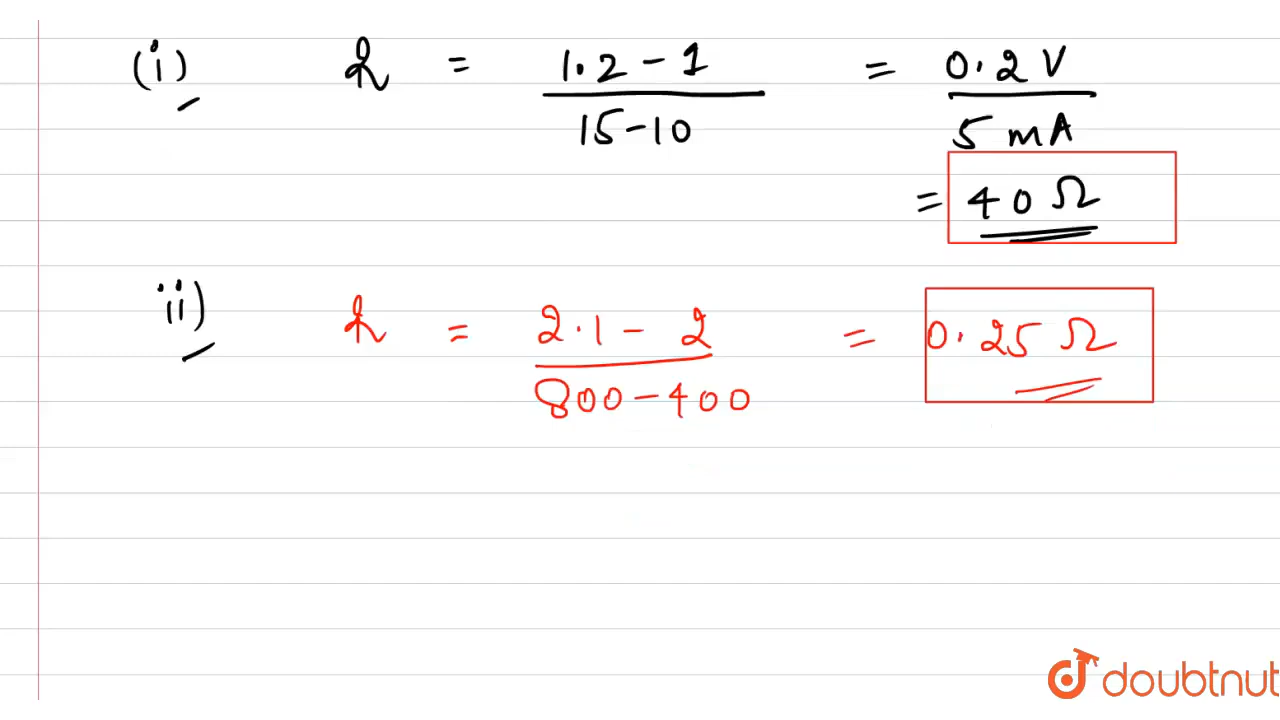 (i) r = 1.2 - 1 / 15 - 10 = 0.2 V / 5 mA
= 40 Ω
ii) r = 2.1 - 2 / 800 - 400 = 0.25 Ω
doubtnut